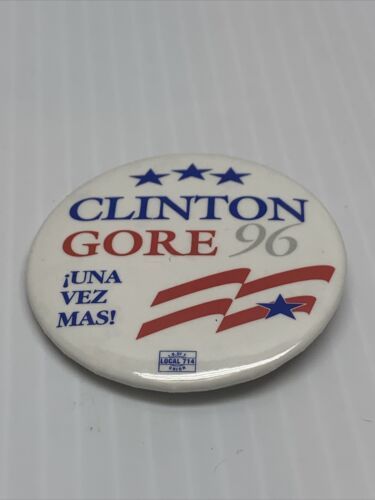 CLINTON
GORE 96
¡UNA
VEZ
MAS!
LOCAL 714